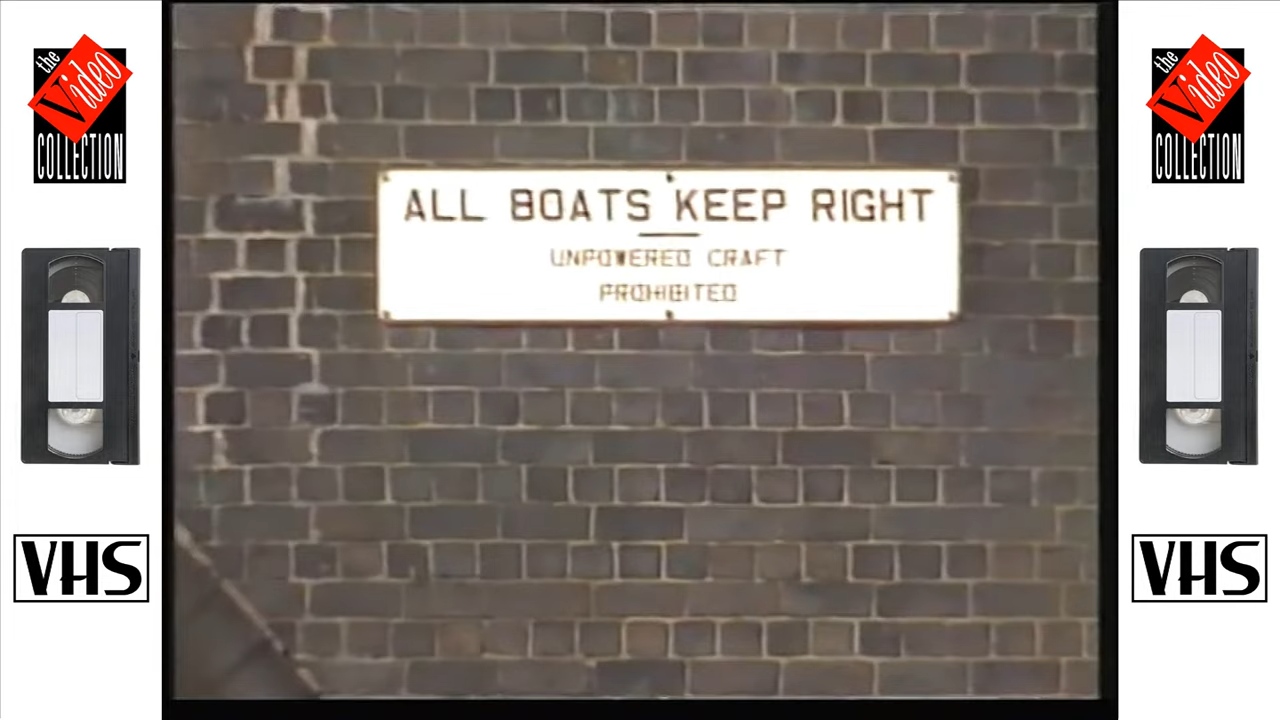 the
Video
COLLECTION
VHS
ALL BOATS KEEP RIGHT
UNPOWERED CRAFT
PROHIBITED
the
Video
COLLECTION
VHS